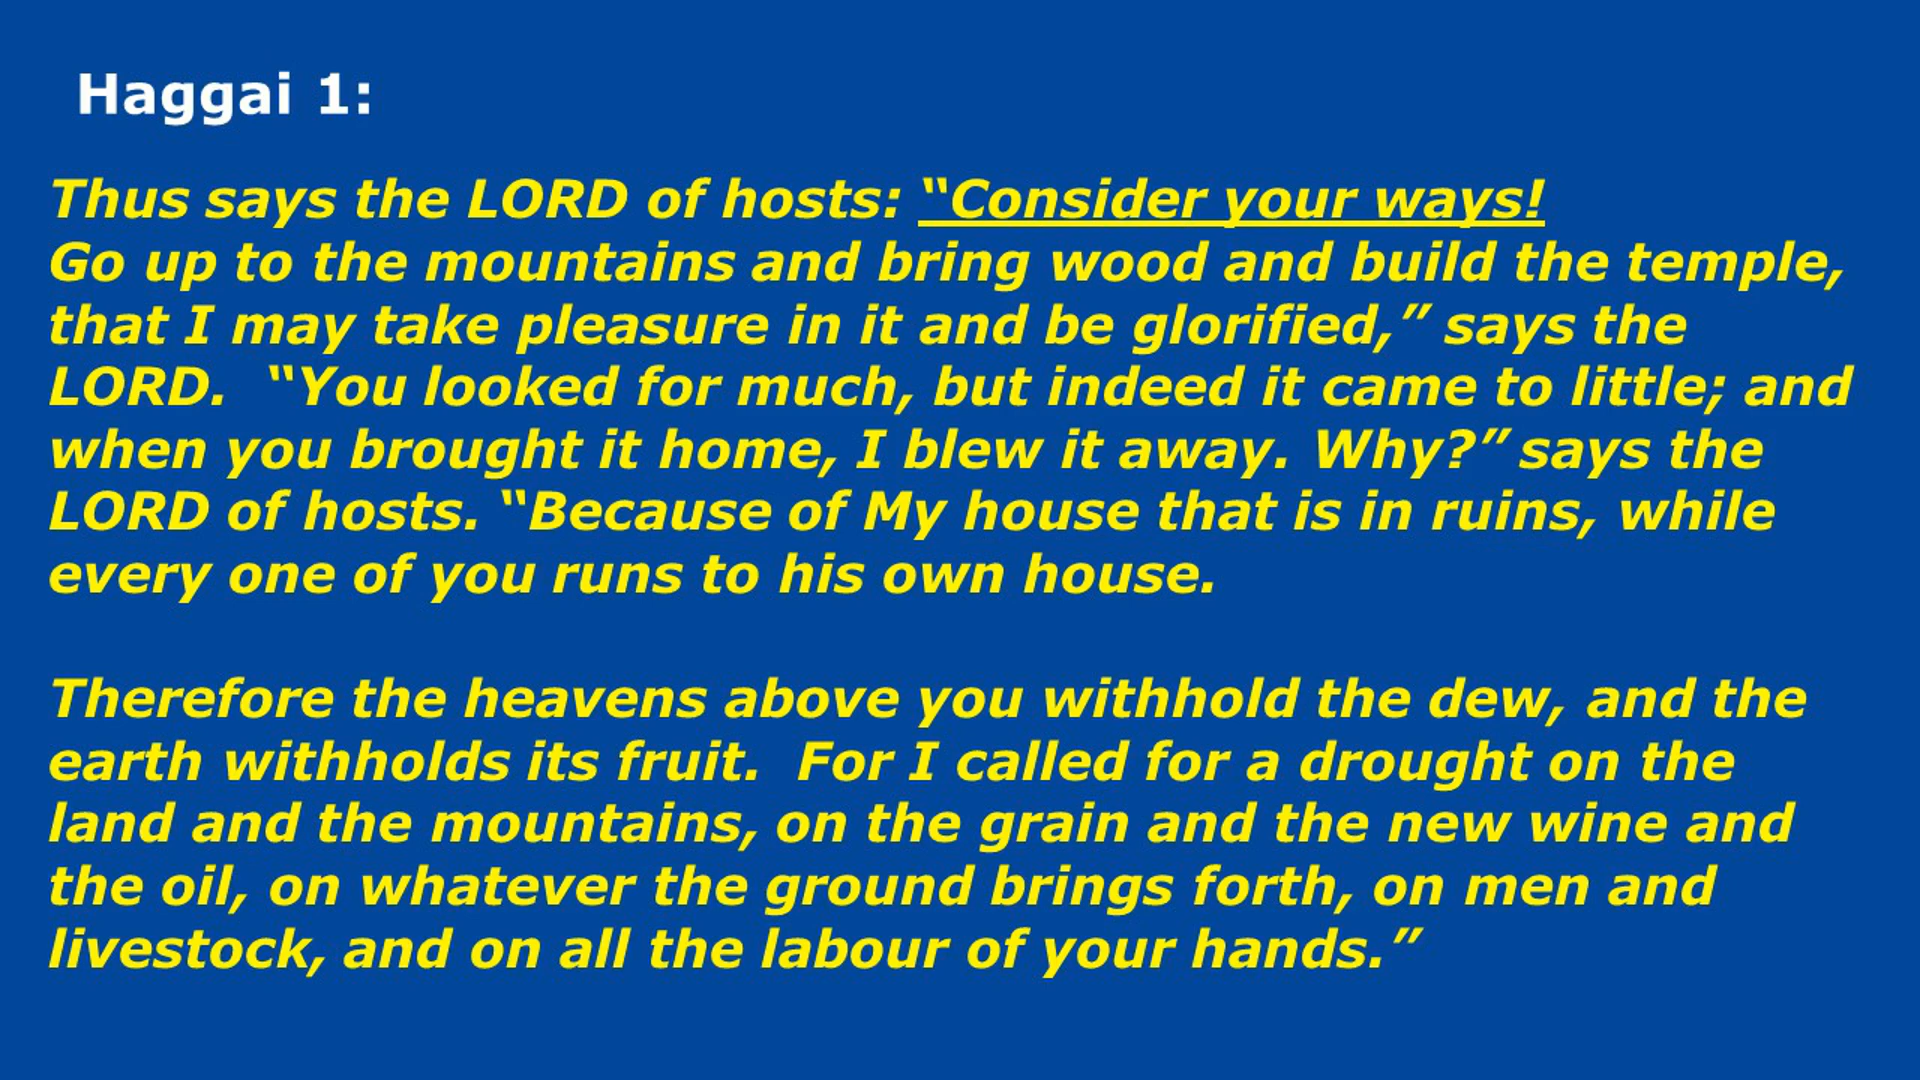 Haggai 1:
Thus says the LORD of hosts: “Consider your ways!
Go up to the mountains and bring wood and build the temple,
that I may take pleasure in it and be glorified,” says the
LORD.  “You looked for much, but indeed it came to little; and
when you brought it home, I blew it away. Why?” says the
LORD of hosts. “Because of My house that is in ruins, while
every one of you runs to his own house.
Therefore the heavens above you withhold the dew, and the
earth withholds its fruit.  For I called for a drought on the
land and the mountains, on the grain and the new wine and
the oil, on whatever the ground brings forth, on men and
livestock, and on all the labour of your hands.”